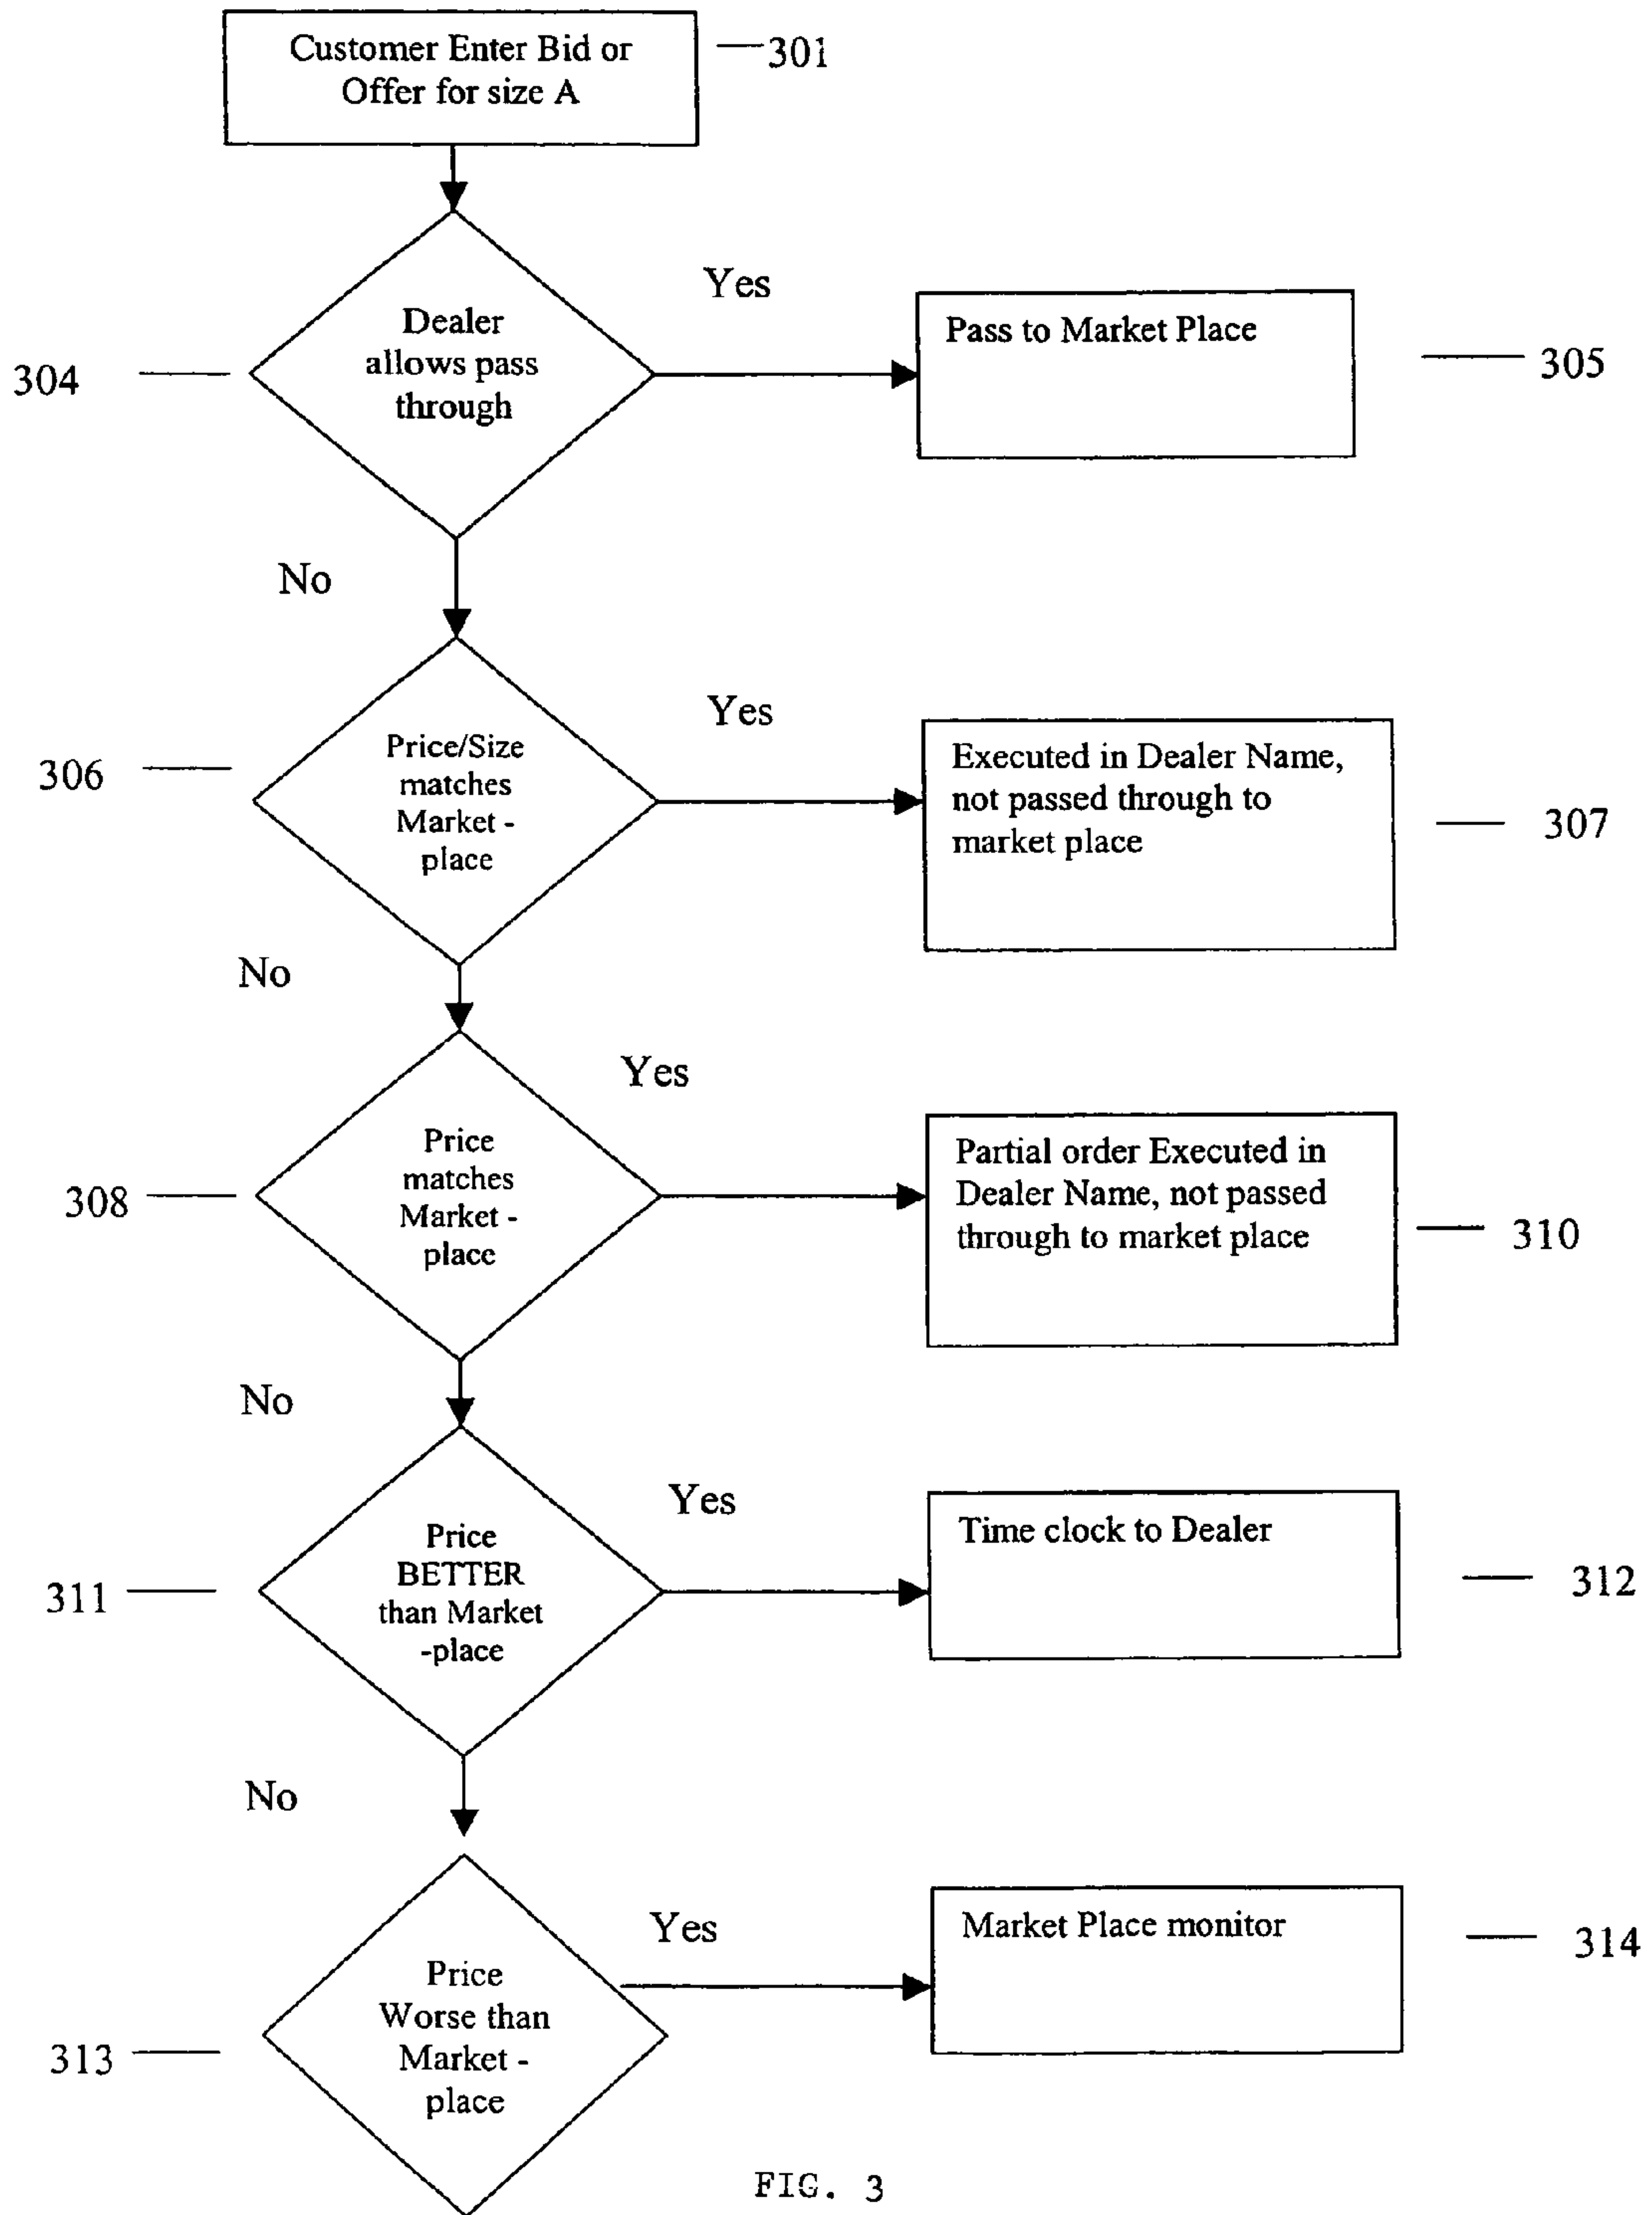 Customer Enter Bid or
Offer for size A
301
Yes
Dealer
allows pass
through
304
Pass to Market Place
305
No
Yes
Price/Size
matches
Market -
place
306
Executed in Dealer Name,
not passed through to
market place
307
No
Yes
Price
matches
Market -
place
308
Partial order Executed in
Dealer Name, not passed
through to market place
310
No
Yes
Price
BETTER
than Market
-place
311
Time clock to Dealer
312
No
Yes
Price
Worse than
Market -
place
313
Market Place monitor
314
FIG. 3